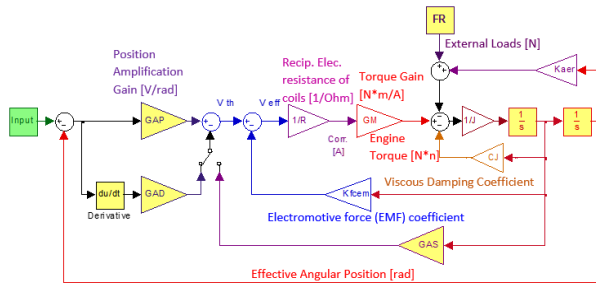 FR
Position
Amplification
Gain [V/rad]
Recip. Elec.
resistance of
coils [1/Ohm]
External Loads [N]
Torque Gain
[N*m/A]
Kaer
Input
GAP
V th
V eff
1/R
GM
1/J
1
s
1
s
Corr.
[A]
Engine
Torque [N*n]
CJ
du/dt
GAD
Derivative
Kfcem
Viscous Damping Coefficient
Electromotive force (EMF) coefficient
GAS
Effective Angular Position [rad]